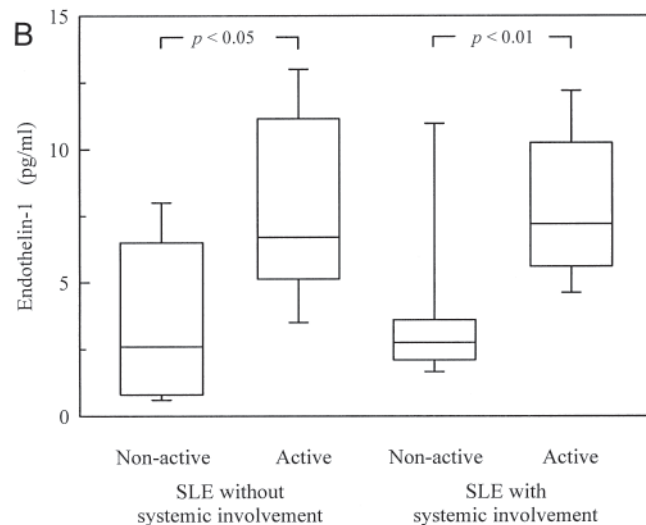 B
15
p < 0.05
p < 0.01
10
Endothelin-1 (pg/ml)
5
0
Non-active Active Non-active Active
SLE without SLE with
systemic involvement systemic involvement